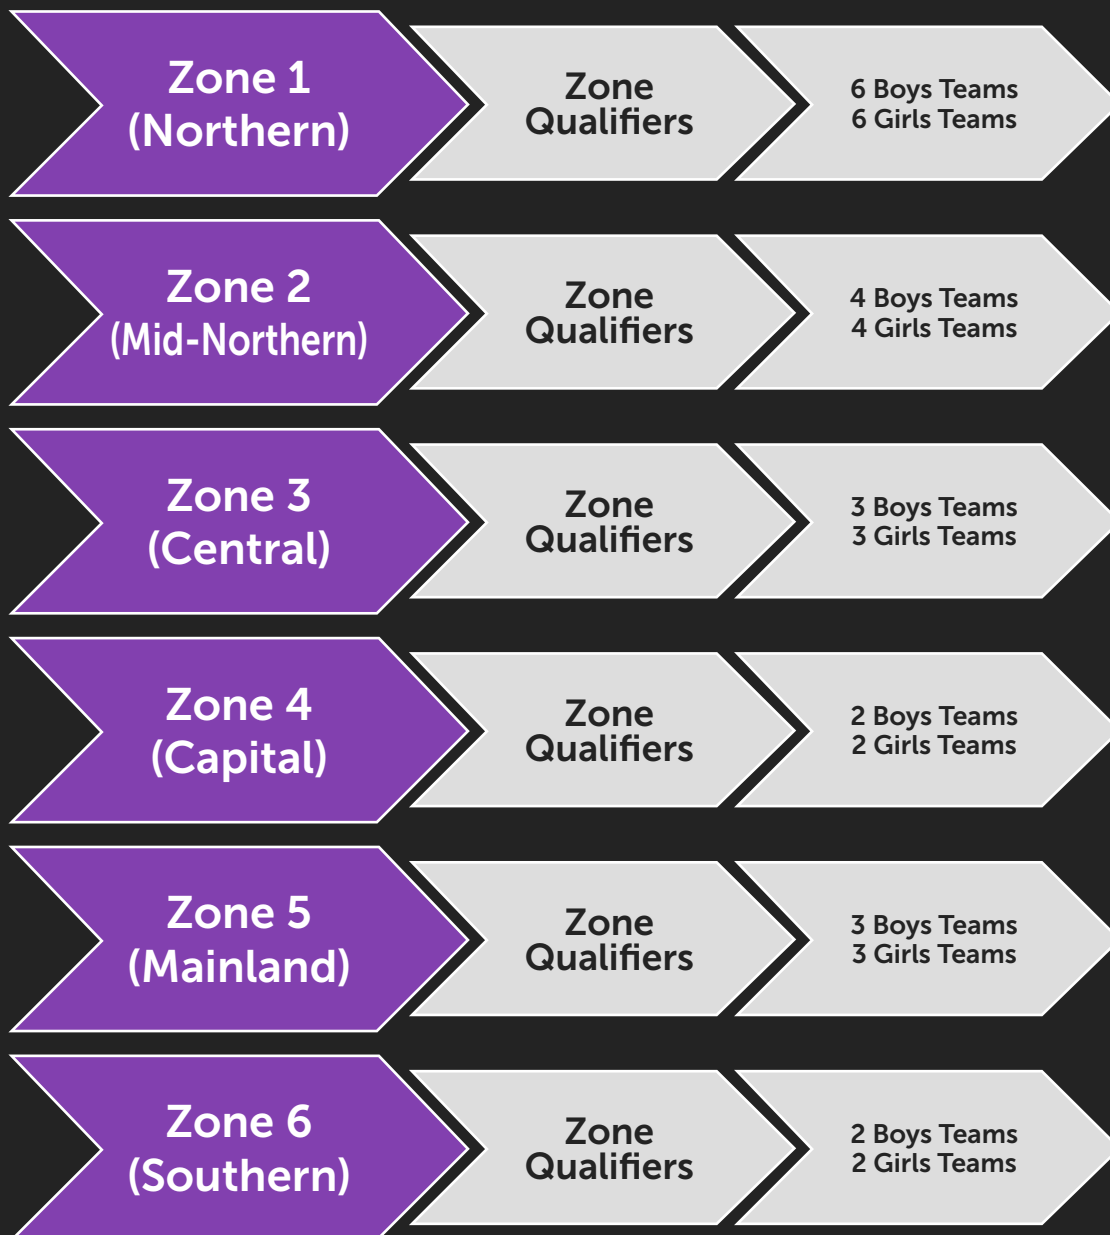 Zone 1
(Northern)
Zone
Qualifiers
6 Boys Teams
6 Girls Teams
Zone 2
(Mid-Northern)
Zone
Qualifiers
4 Boys Teams
4 Girls Teams
Zone 3
(Central)
Zone
Qualifiers
3 Boys Teams
3 Girls Teams
Zone 4
(Capital)
Zone
Qualifiers
2 Boys Teams
2 Girls Teams
Zone 5
(Mainland)
Zone
Qualifiers
3 Boys Teams
3 Girls Teams
Zone 6
(Southern)
Zone
Qualifiers
2 Boys Teams
2 Girls Teams